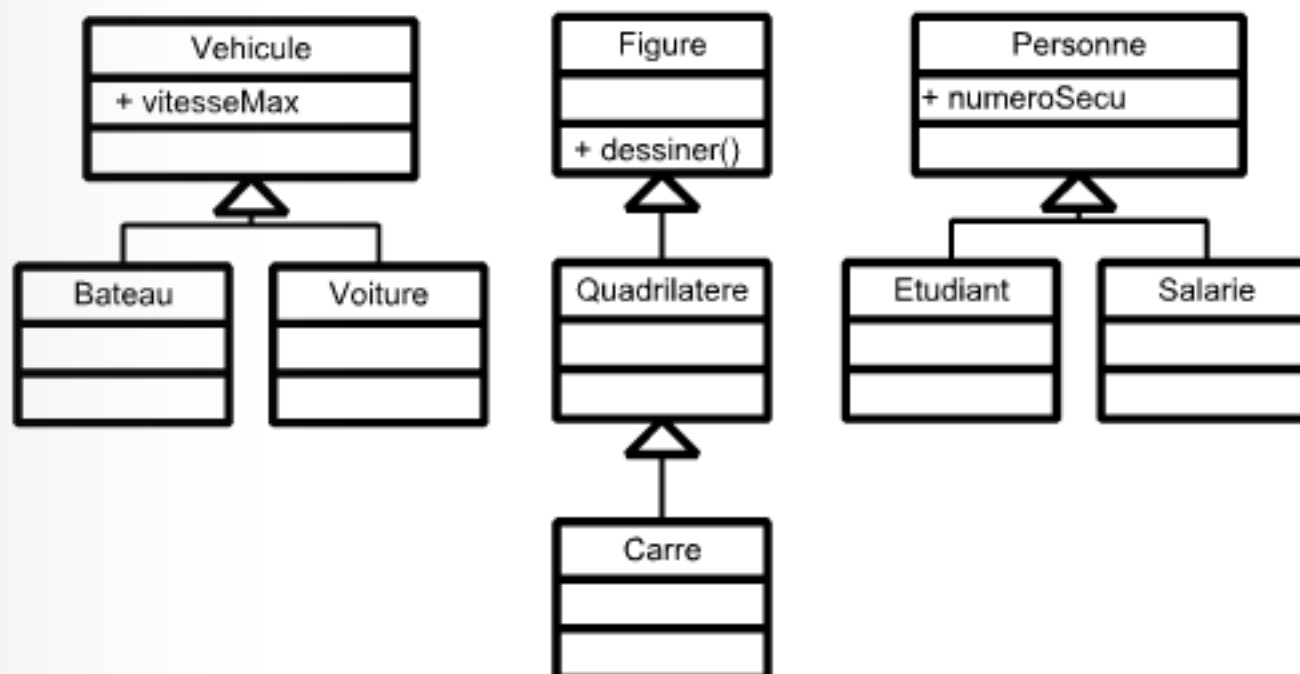 Vehicule
+ vitesseMax
Bateau
Voiture
Figure
+ dessiner()
Quadrilatere
Carre
Personne
+ numeroSecu
Etudiant
Salarie